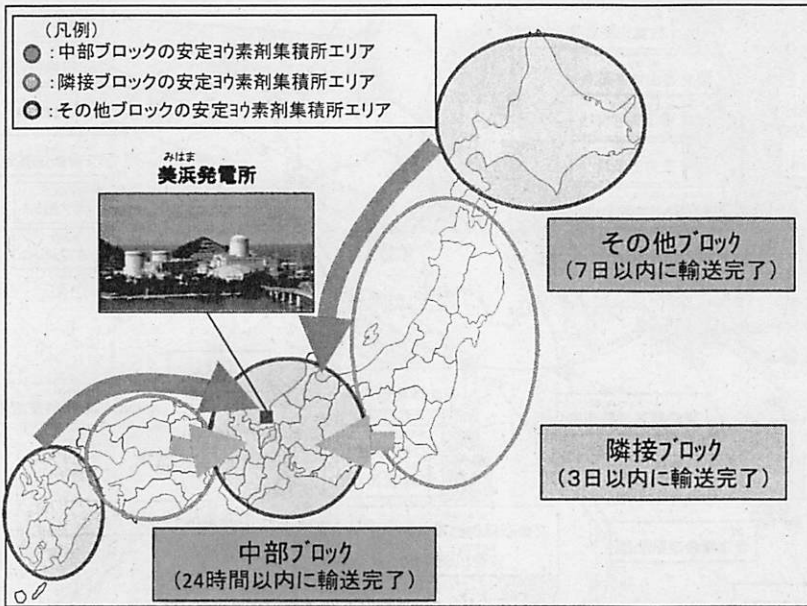 (凡例)
:中部ブロックの安定ヨウ素剤集積所エリア
:隣接ブロックの安定ヨウ素剤集積所エリア
:その他ブロックの安定ヨウ素剤集積所エリア
みはま
美浜発電所
その他ブロック
(7日以内に輸送完了)
隣接ブロック
(3日以内に輸送完了)
中部ブロック
(24時間以内に輸送完了)